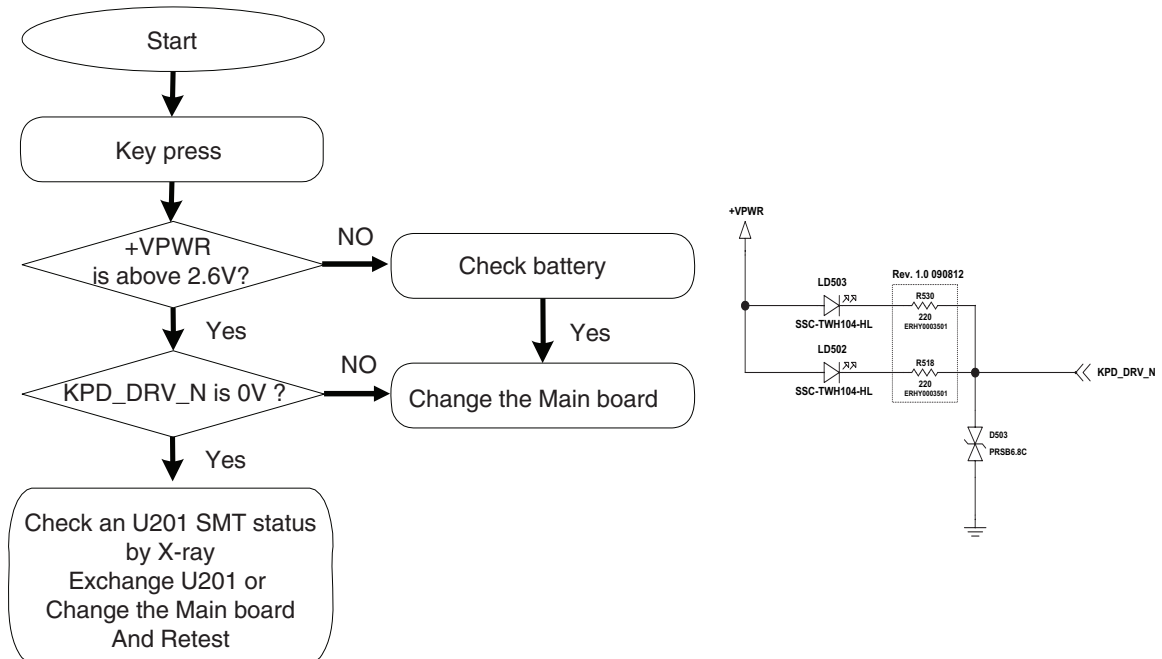 Start
Key press
+VPWR
is above 2.6V?
NO
Check battery
Yes
Yes
KPD_DRV_N is 0V ?
NO
Change the Main board
Yes
Check an U201 SMT status
by X-ray
Exchange U201 or
Change the Main board
And Retest
+VPWR
Rev. 1.0 090812
LD503
R530
SSC-TWH104-HL
220
ERHY0003501
LD502
R518
SSC-TWH104-HL
220
ERHY0003501
KPD_DRV_N
D503
PRSB6.8C